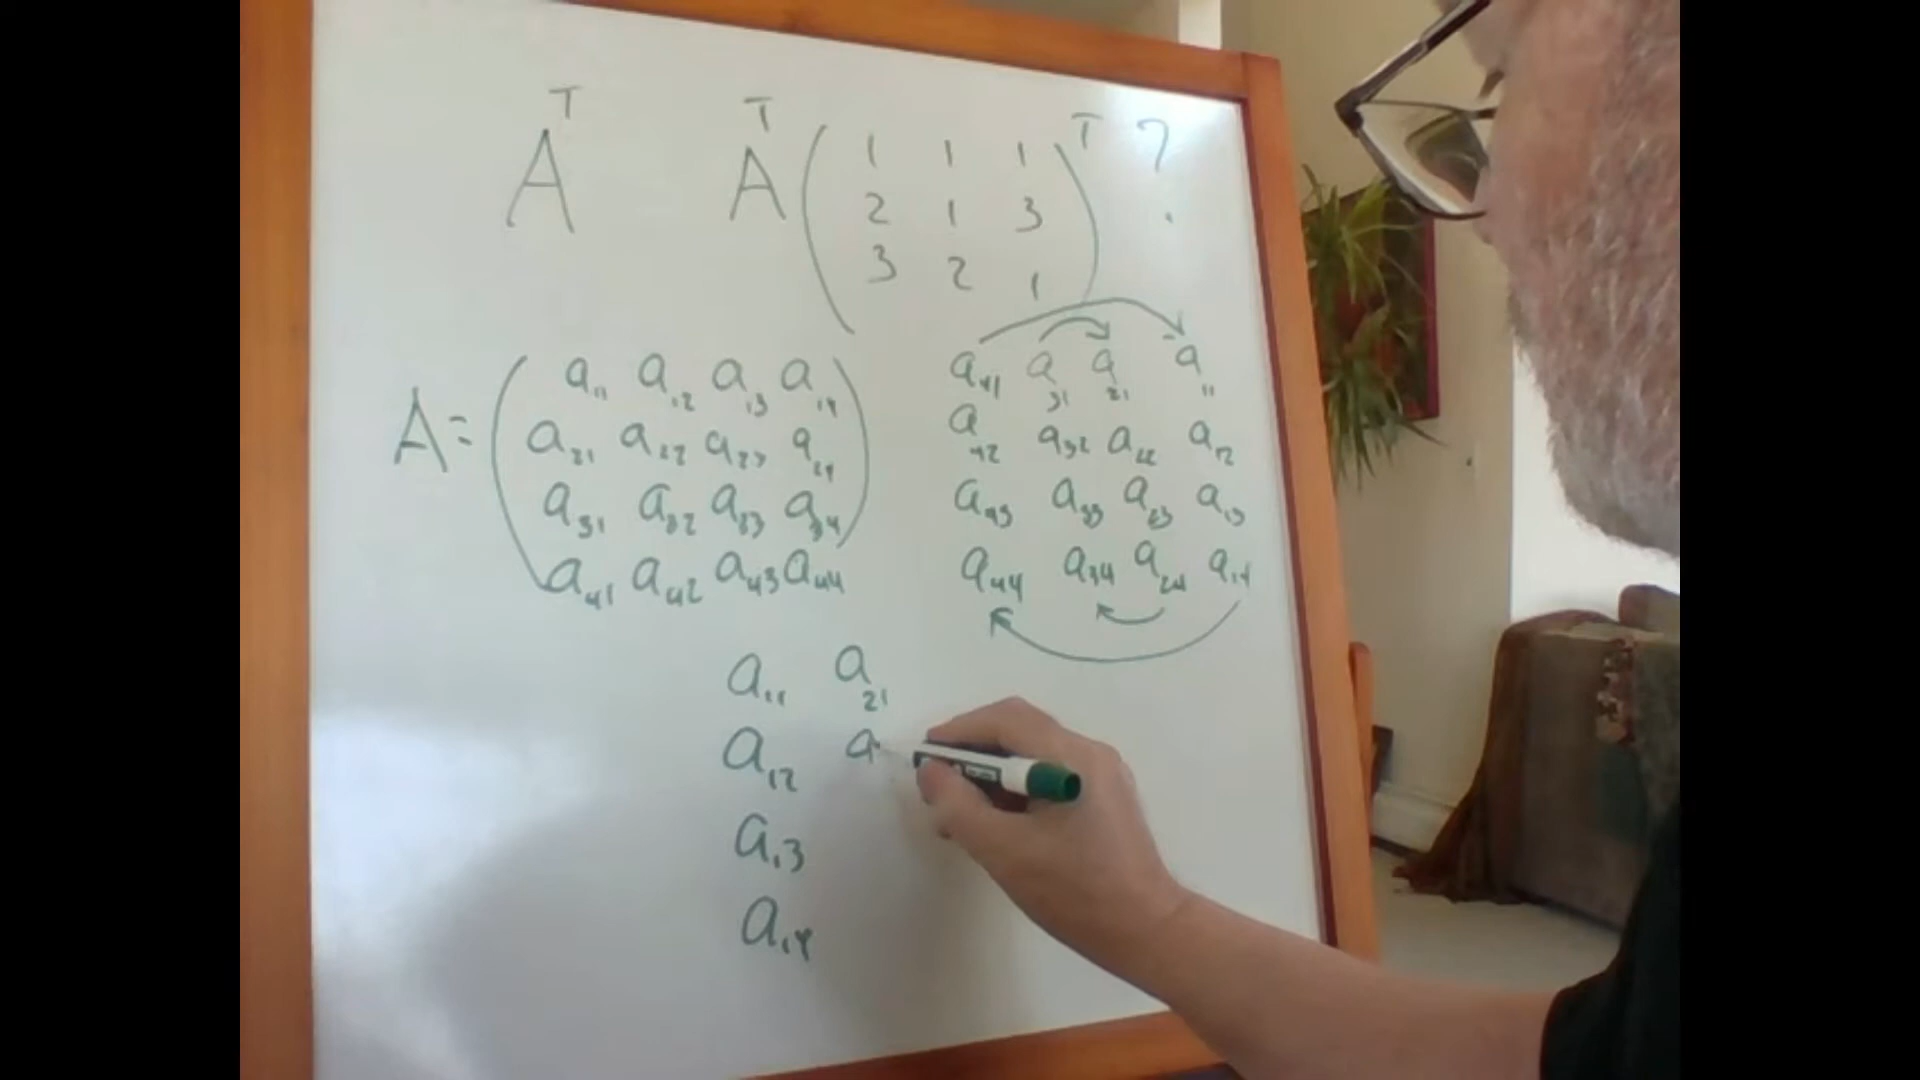 A^T A^T ( 1 1 1 )^T ?
2 1 3
3 2 1
A = ( a₁₁ a₁₂ a₁₃ a₁₄ )
a₂₁ a₂₂ a₂₃ a₂₄
a₃₁ a₃₂ a₃₃ a₃₄
a₄₁ a₄₂ a₄₃ a₄₄
a₄₁ a₃₁ a₂₁ a₁₁
a₄₂ a₃₂ a₂₂ a₁₂
a₄₃ a₃₃ a₂₃ a₁₃
a₄₄ a₃₄ a₂₄ a₁₄
a₁₁ a₂₁
a₁₂ a
a₁₃
a₁₄